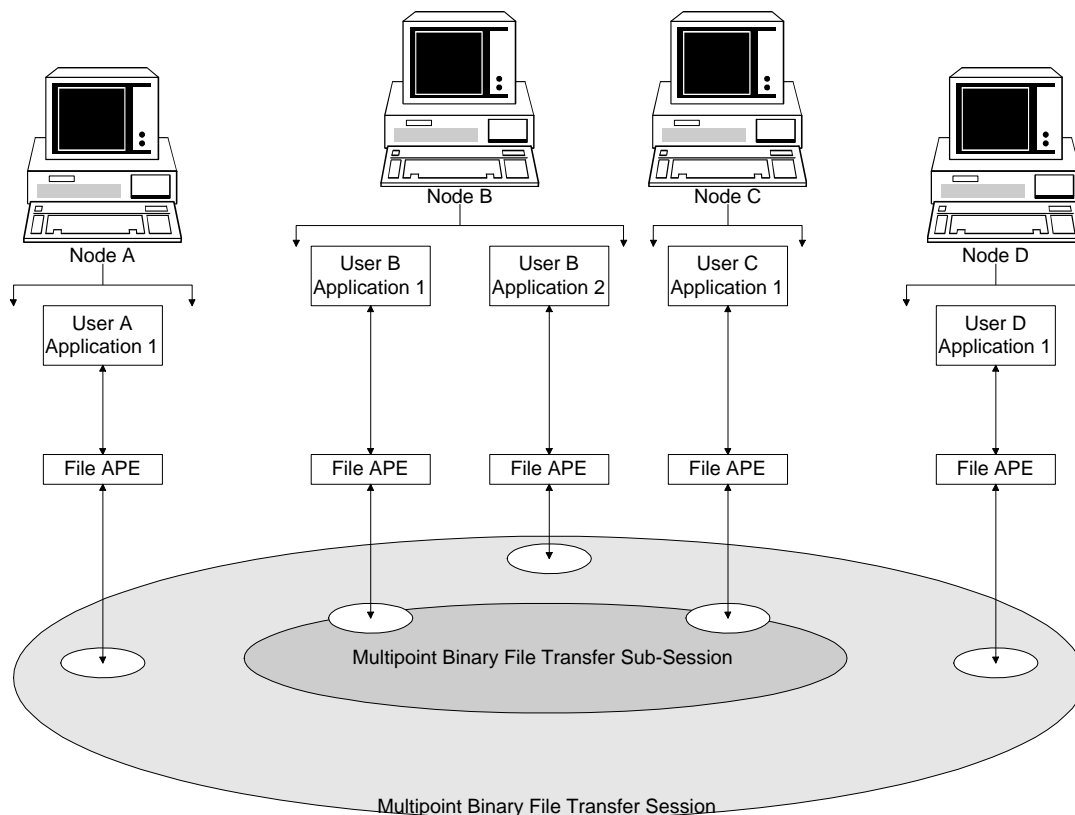 Node B
Node C
Node A
Node D
User B
Application 1
User B
Application 2
User C
Application 1
User A
Application 1
User D
Application 1
File APE
File APE
File APE
File APE
File APE
Multipoint Binary File Transfer Sub-Session
Multipoint Binary File Transfer Session